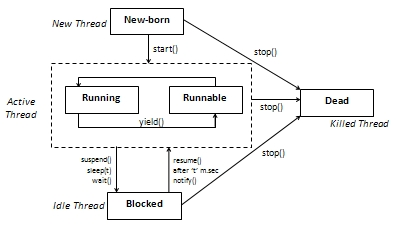 New Thread
New-born
start()
stop()
Active
Thread
Running
Runnable
yield()
stop()
Dead
Killed Thread
suspend()
sleep(t)
wait()
resume()
after 't' m.sec
notify()
stop()
Idle Thread
Blocked